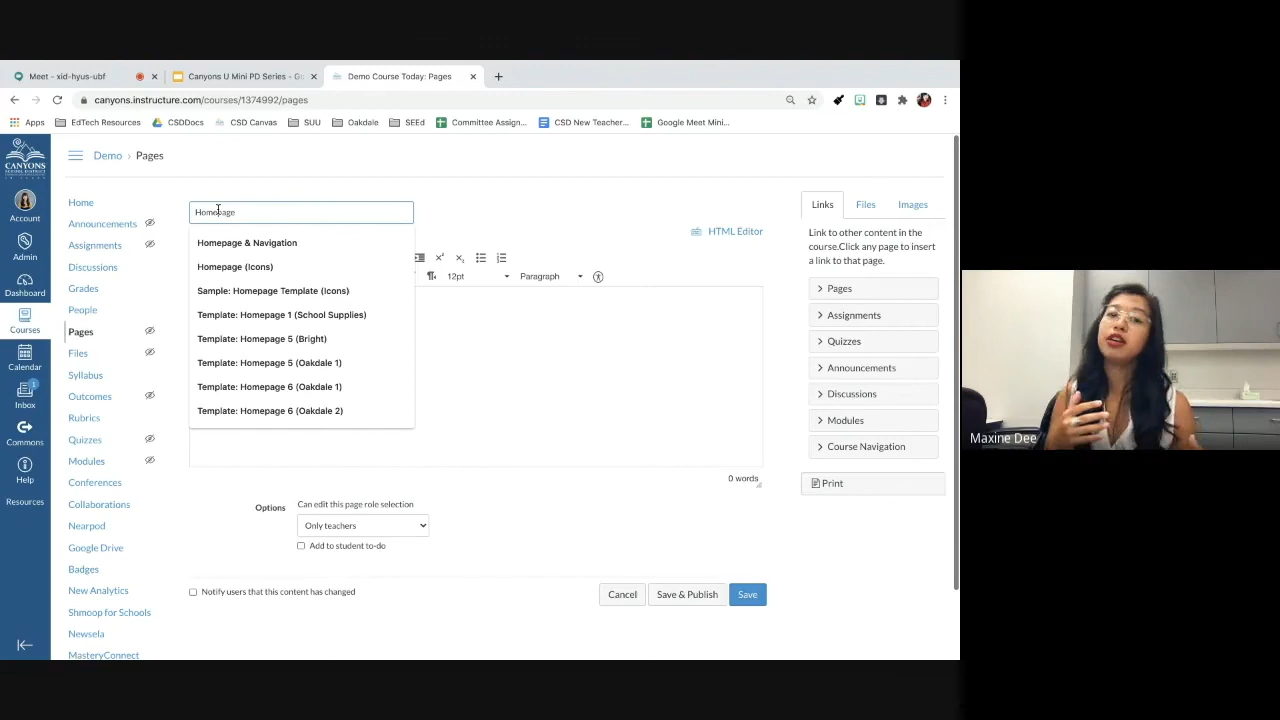 Meet - xid-hyus-ubf
Canyons U Mini PD Series - Go
Demo Course Today: Pages
canyons.instructure.com/courses/1374992/pages
Apps
EdTech Resources
CSDDocs
CSD Canvas
SUU
Oakdale
SEEd
Committee Assign...
CSD New Teacher...
Google Meet Mini...
CANYONS
SCHOOL DISTRICT
Account
Admin
Dashboard
Courses
Calendar
1
Inbox
Commons
Help
Resources
Demo › Pages
Home
Announcements
Assignments
Discussions
Grades
People
Pages
Files
Syllabus
Outcomes
Rubrics
Quizzes
Modules
Conferences
Collaborations
Nearpod
Google Drive
Badges
New Analytics
Shmoop for Schools
Newsela
MasteryConnect
Homepage
Homepage & Navigation
Homepage (Icons)
Sample: Homepage Template (Icons)
Template: Homepage 1 (School Supplies)
Template: Homepage 5 (Bright)
Template: Homepage 5 (Oakdale 1)
Template: Homepage 6 (Oakdale 1)
Template: Homepage 6 (Oakdale 2)
HTML Editor
12pt
Paragraph
0 words
Options
Can edit this page role selection
Only teachers
Add to student to-do
Notify users that this content has changed
Cancel
Save & Publish
Save
Links
Files
Images
Link to other content in the
course.Click any page to insert
a link to that page.
Pages
Assignments
Quizzes
Announcements
Discussions
Modules
Course Navigation
Print
Maxine Dee